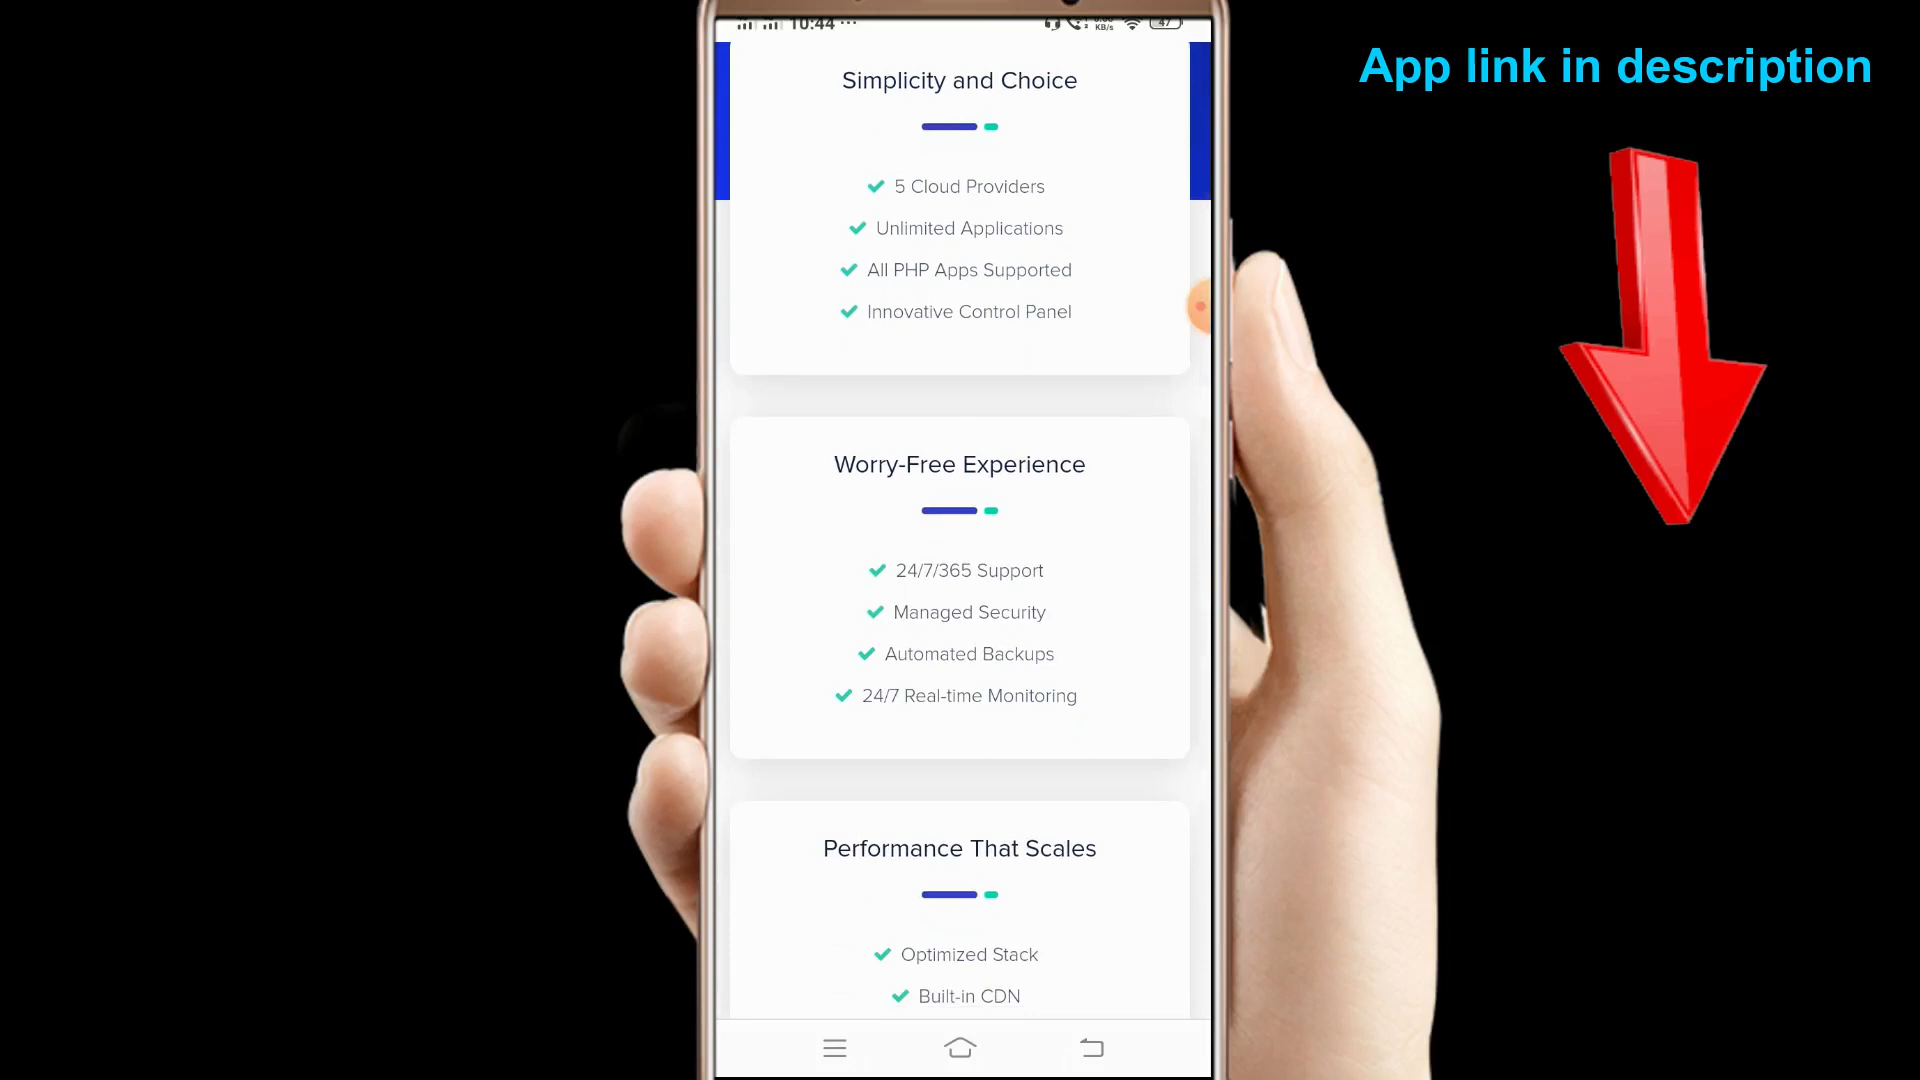 10:44 ...
KB/s
47
App link in description
Simplicity and Choice
5 Cloud Providers
Unlimited Applications
All PHP Apps Supported
Innovative Control Panel
Worry-Free Experience
24/7/365 Support
Managed Security
Automated Backups
24/7 Real-time Monitoring
Performance That Scales
Optimized Stack
Built-in CDN